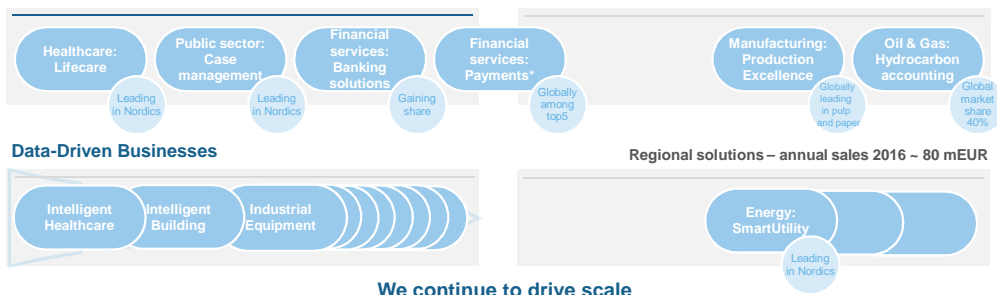 Healthcare:
Lifecare
Leading
in Nordics
Public sector:
Case
management
Leading
in Nordics
Financial
services:
Banking
solutions
Gaining
share
Financial
services:
Payments*
Globally
among
top5
Manufacturing:
Production
Excellence
Globally
leading
in pulp
and paper
Oil & Gas:
Hydrocarbon
accounting
Global
market
share
40%
Data-Driven Businesses
Regional solutions – annual sales 2016 ~ 80 mEUR
Intelligent
Healthcare
Intelligent
Building
Industrial
Equipment
Energy:
SmartUtility
Leading
in Nordics
We continue to drive scale